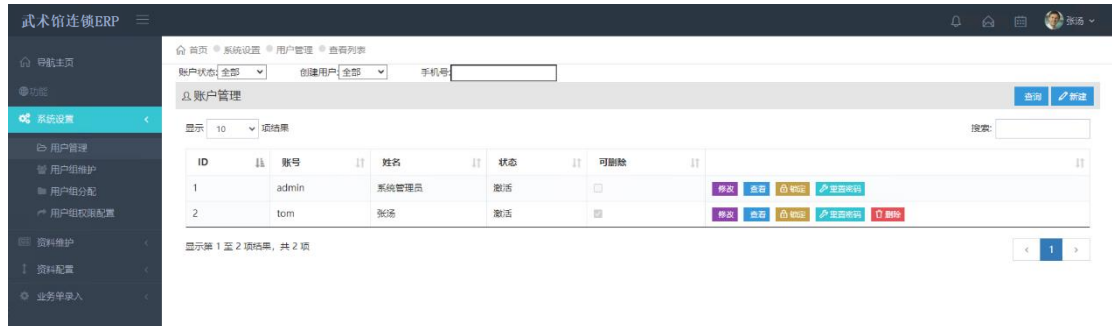 武术馆连锁ERP
张汤
首页 系统设置 用户管理 查看列表
导航主页
账户状态: 全部 创建用户: 全部 手机号:
功能
账户管理 查询 新建
系统设置
显示 10 项结果 搜索:
用户管理
用户组维护
用户组分配
用户组权限配置
资料维护
资料配置
业务单录入
ID 账号 姓名 状态 可删除
1 admin 系统管理员 激活 修改 查看 锁定 重置密码
2 tom 张汤 激活 修改 查看 锁定 重置密码 删除
显示第 1 至 2 项结果，共 2 项 1